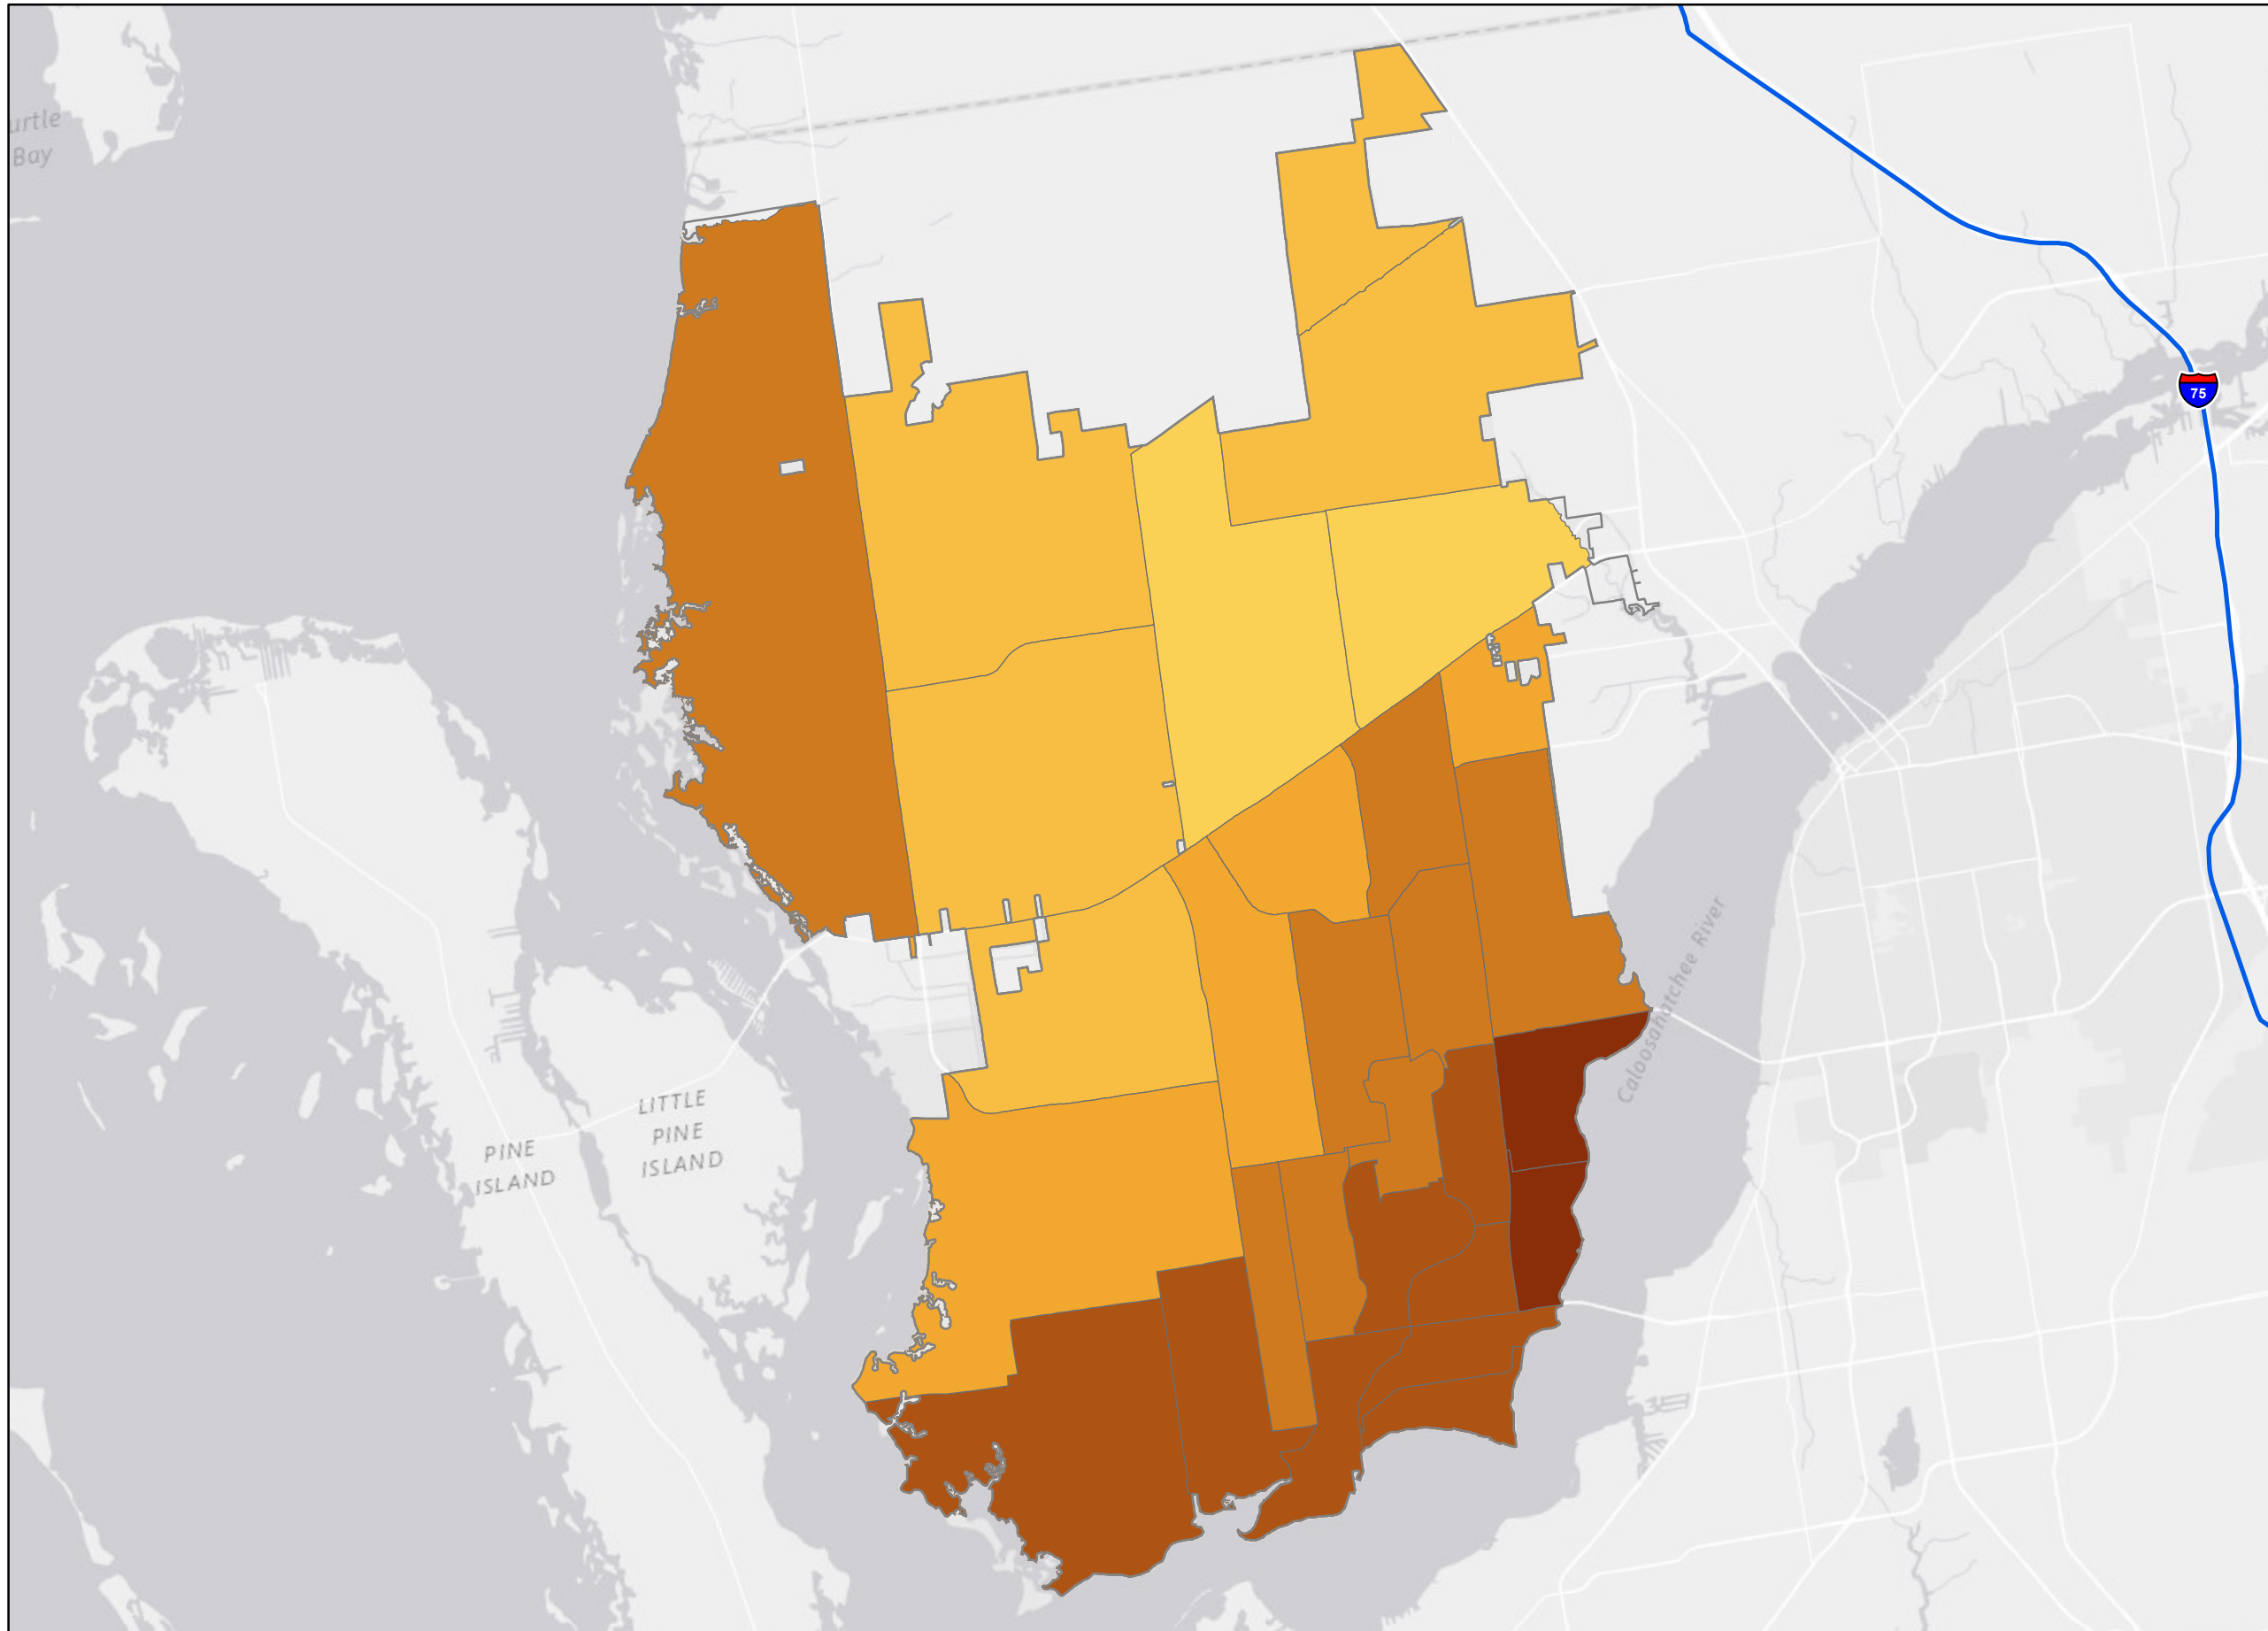 urtle
Bay
75
Caloosahatchee River
LITTLE
PINE
ISLAND
PINE
ISLAND